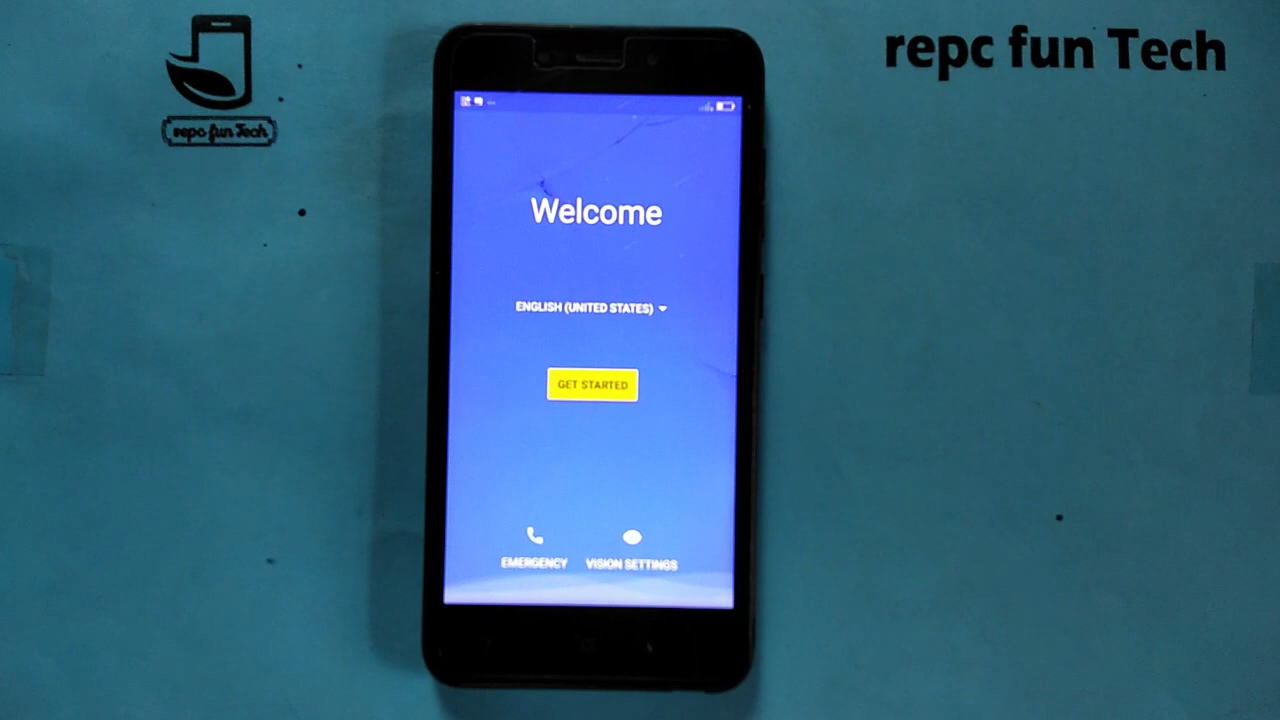 repc fun Tech
repc fun Tech
Welcome
ENGLISH (UNITED STATES)
GET STARTED
EMERGENCY
VISION SETTINGS